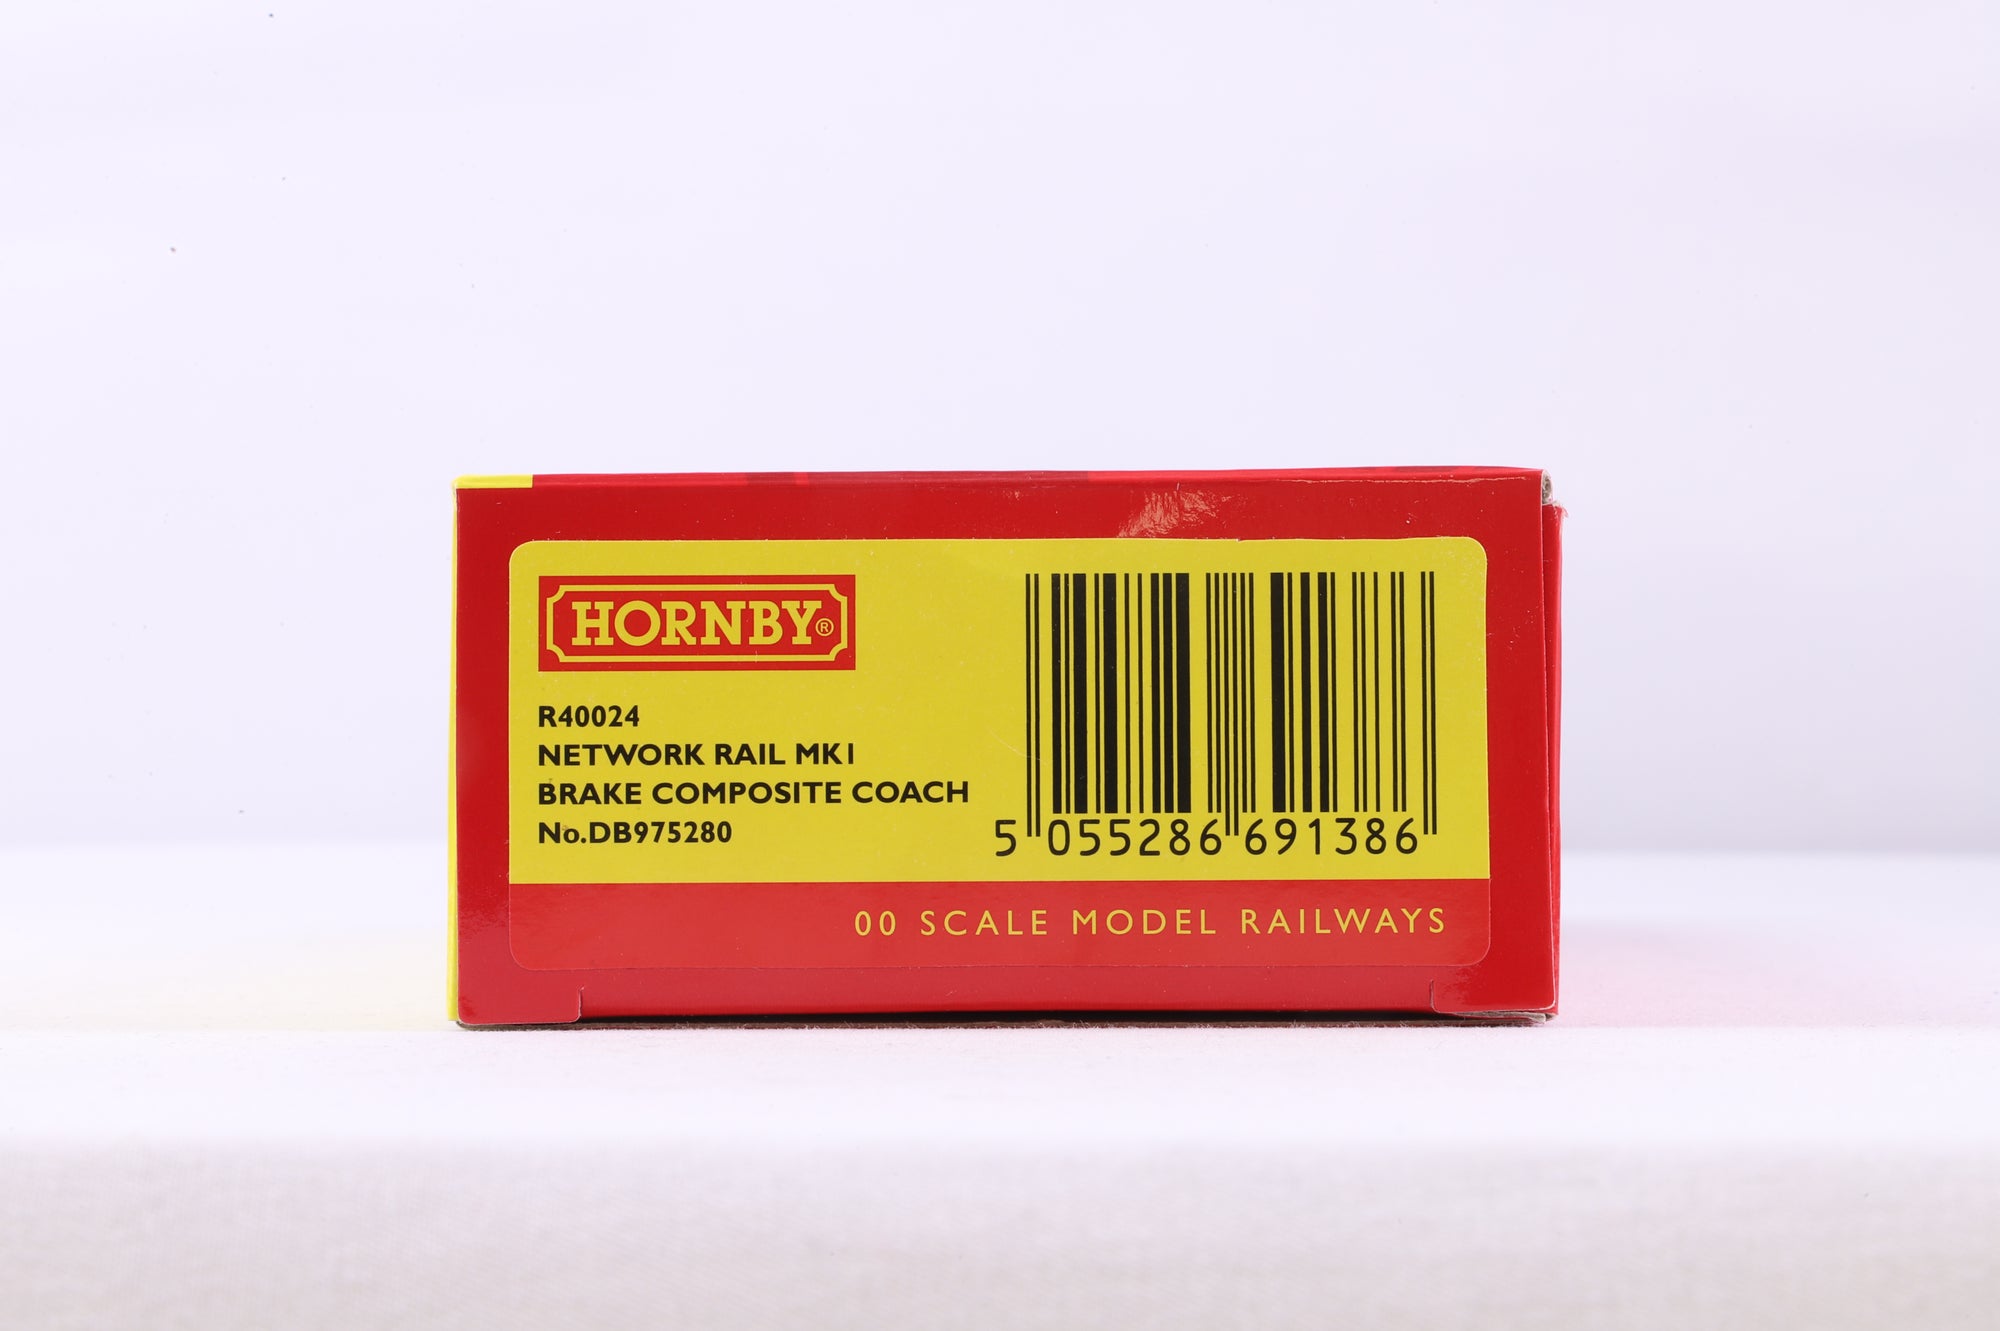 HORNBY®
R40024
NETWORK RAIL MK1
BRAKE COMPOSITE COACH
No.DB975280
5 055286 691386
00 SCALE MODEL RAILWAYS